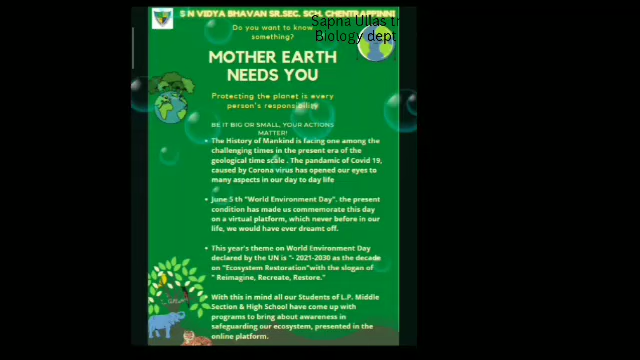 S N VIDYA BHAVAN SR.SEC. SCH, CHENTRAPPINNI
Sapna Ullas t
Biology dept
Do you want to know
something?
MOTHER EARTH
NEEDS YOU
Protecting the planet is every
person's responsibility
BE IT BIG OR SMALL, YOUR ACTIONS
MATTER!
• The History of Mankind is facing one among the
challenging times in the present era of the
geological time scale . The pandamic of Covid 19,
caused by Corona virus has opened our eyes to
many aspects in our day to day life
• June 5 th "World Environment Day". the present
condition has made us commemorate this day
on a virtual platform, which never before in our
life, we would have ever dreamt off.
• This year's theme on World Environment Day
declared by the UN is "- 2021-2030 as the decade
on "Ecosystem Restoration"with the slogan of
" Reimagine, Recreate, Restore."
• With this in mind all our Students of L.P. Middle
Section & High School have come up with
programs to bring about awareness in
safeguarding our ecosystem, presented in the
online platform.